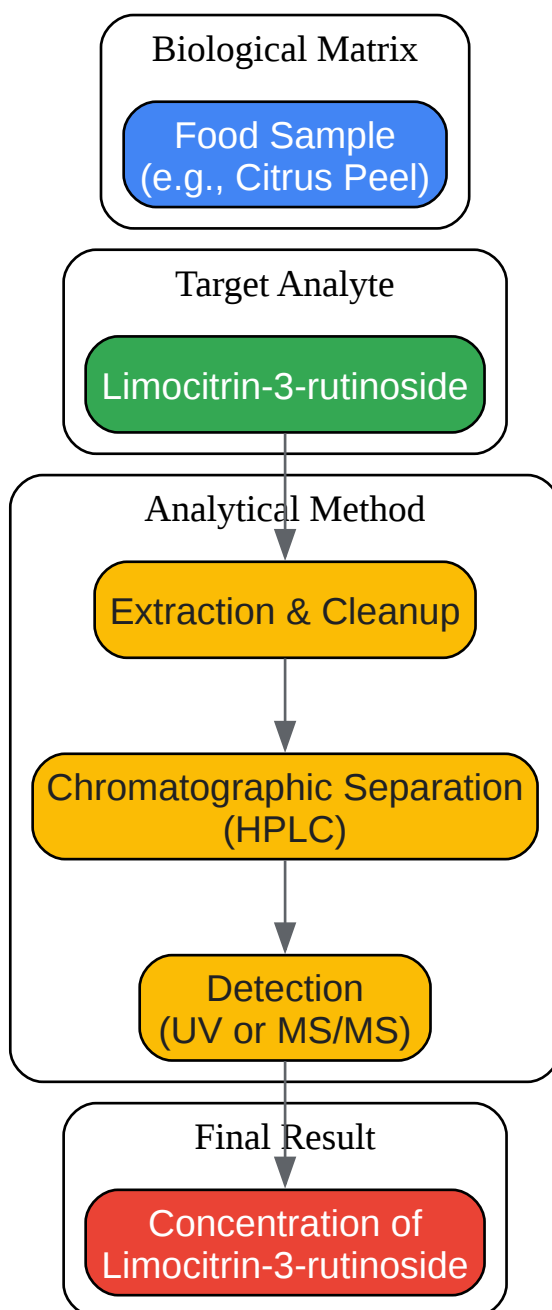 Biological Matrix
Food Sample
(e.g., Citrus Peel)
Target Analyte
Limocitrin-3-rutinoside
Analytical Method
Extraction & Cleanup
Chromatographic Separation
(HPLC)
Detection
(UV or MS/MS)
Final Result
Concentration of
Limocitrin-3-rutinoside